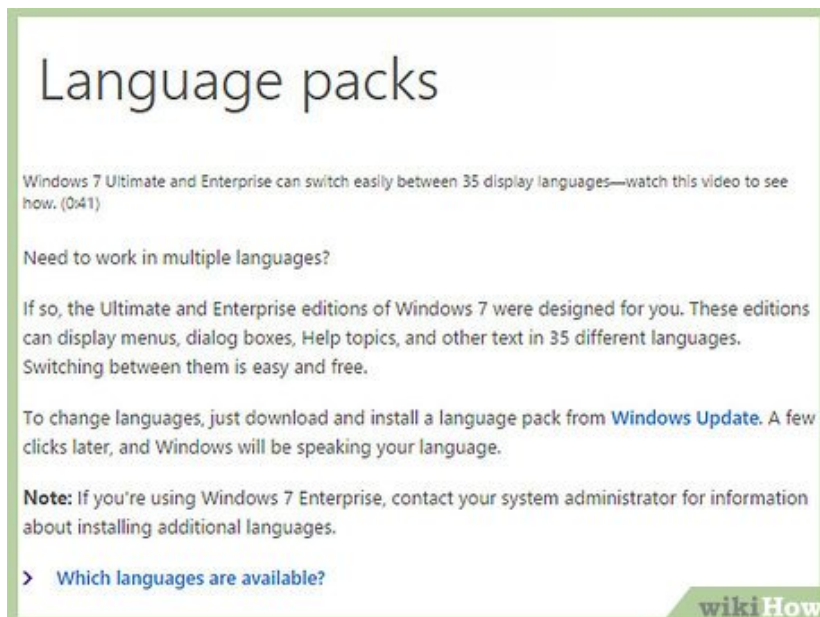 Language packs
Windows 7 Ultimate and Enterprise can switch easily between 35 display languages—watch this video to see
how. (0:41)
Need to work in multiple languages?
If so, the Ultimate and Enterprise editions of Windows 7 were designed for you. These editions
can display menus, dialog boxes, Help topics, and other text in 35 different languages.
Switching between them is easy and free.
To change languages, just download and install a language pack from Windows Update. A few
clicks later, and Windows will be speaking your language.
Note: If you're using Windows 7 Enterprise, contact your system administrator for information
about installing additional languages.
> Which languages are available?
wikiHow